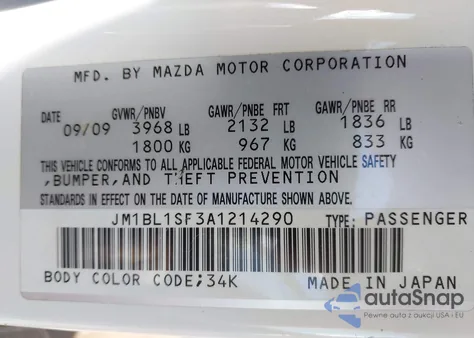 MFD. BY MAZDA MOTOR CORPORATION
DATE GVWR/PNBV GAWR/PNBE FRT GAWR/PNBE RR
09/09 3968 LB 2132 LB 1836 LB
1800 KG 967 KG 833 KG
THIS VEHICLE CONFORMS TO ALL APPLICABLE FEDERAL MOTOR VEHICLE SAFETY
,BUMPER,AND THEFT PREVENTION
STANDARDS IN EFFECT ON THE DATE OF MANUFACTURE SHOWN ABOVE.
JM1BL1SF3A1214290 TYPE: PASSENGER
BODY COLOR CODE;34K MADE IN JAPAN
autoSnap
Pewne auto z aukcji USA - EU